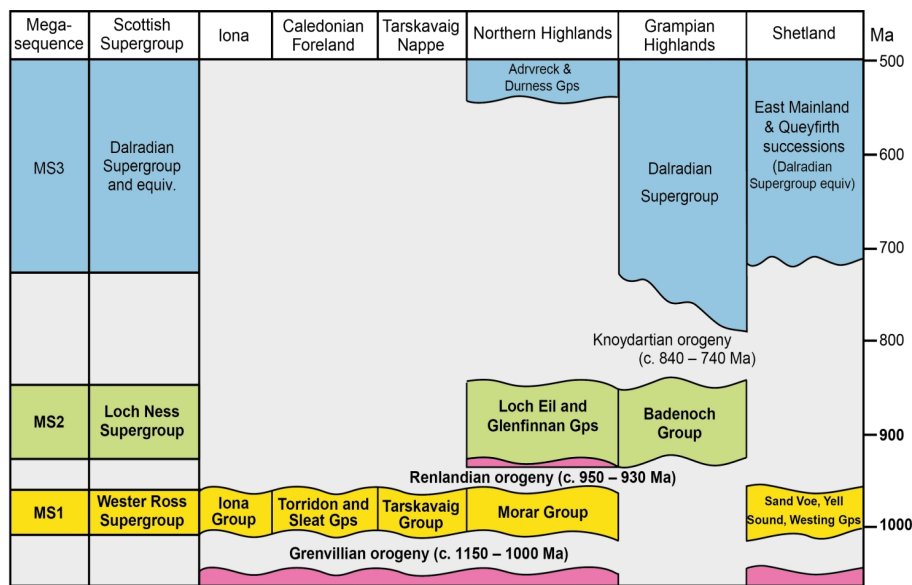 Mega-
sequence
Scottish
Supergroup
Iona
Caledonian
Foreland
Tarskavaig
Nappe
Northern Highlands
Grampian
Highlands
Shetland
Ma
500
600
700
800
900
1000
MS3
Dalradian
Supergroup
and equiv.
Adrvreck &
Durness Gps
Dalradian
Supergroup
East Mainland
& Queyfirth
successions
(Dalradian
Supergroup equiv)
Knoydartian orogeny
(c. 840 – 740 Ma)
MS2
Loch Ness
Supergroup
Loch Eil and
Glenfinnan Gps
Badenoch
Group
Renlandian orogeny (c. 950 – 930 Ma)
MS1
Wester Ross
Supergroup
Iona
Group
Torridon and
Sleat Gps
Tarskavaig
Group
Morar Group
Sand Voe, Yell
Sound, Westing Gps
Grenvillian orogeny (c. 1150 – 1000 Ma)